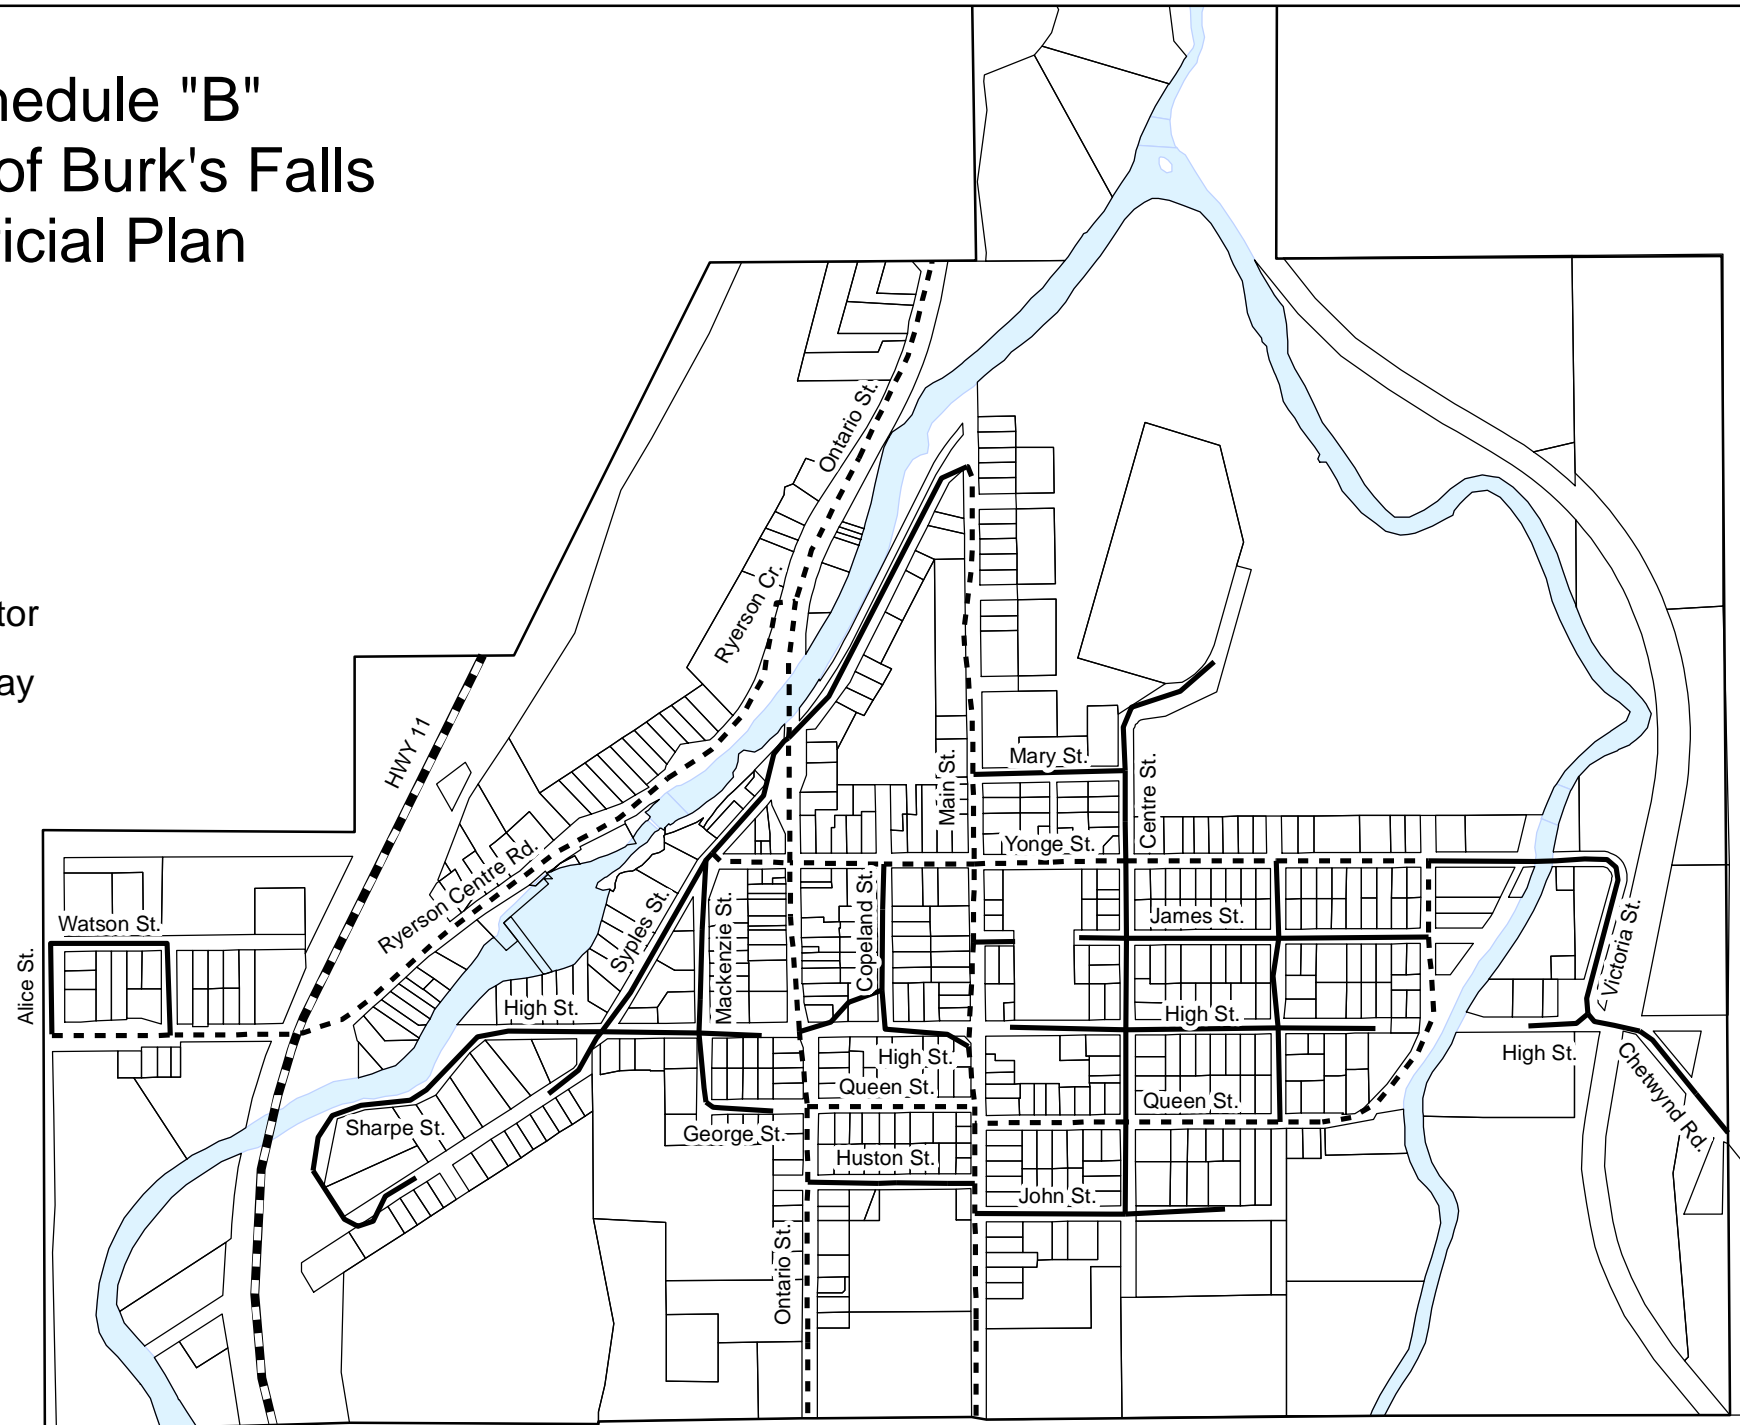 hedule "B"
of Burk's Falls
icial Plan
tor
ay
Ontario St.
Ryerson Cr.
HWY 11
Mary St.
Main St.
Centre St.
Yonge St.
Ryerson Centre Rd.
Watson St.
Alice St.
Syples St.
Mackenzie St.
Copeland St.
James St.
Victoria St.
High St.
High St.
High St.
High St.
Queen St.
Queen St.
Chetwynd Rd.
Sharpe St.
George St.
Huston St.
John St.
Ontario St.